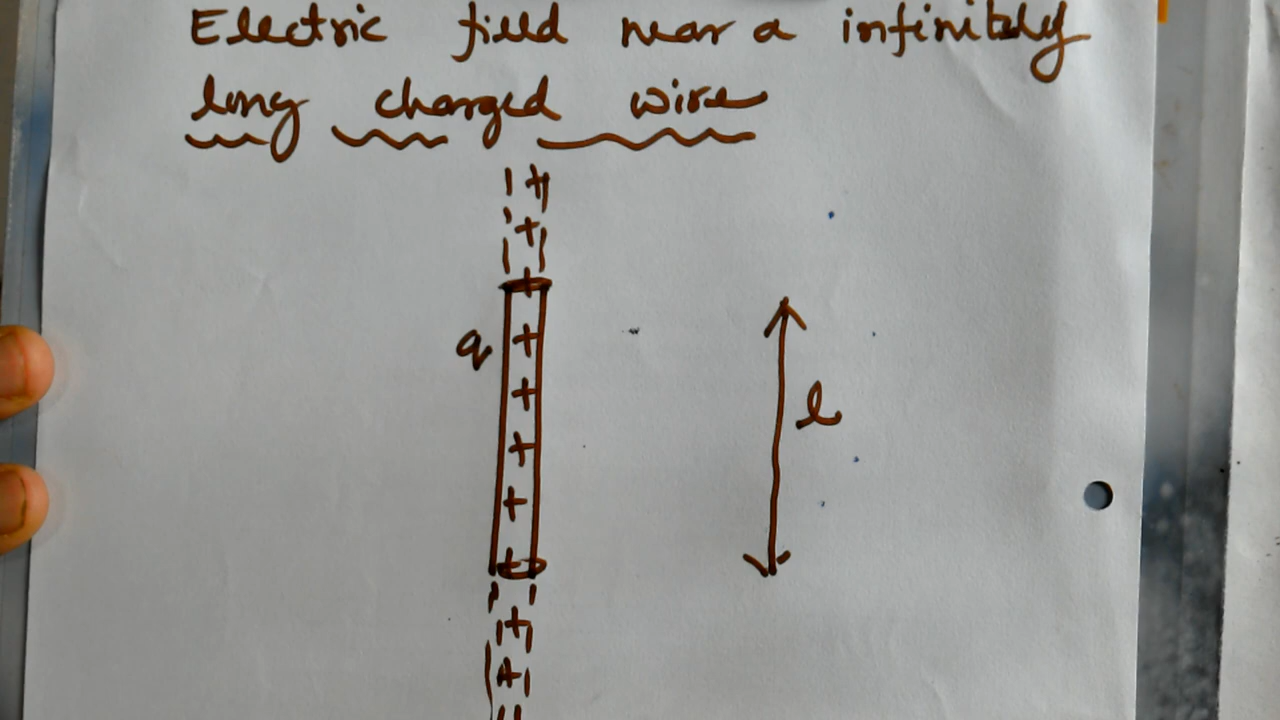 Electric field near a infinitely
long charged wire
+
+
+
q +
+
+
+
+
+
+
l